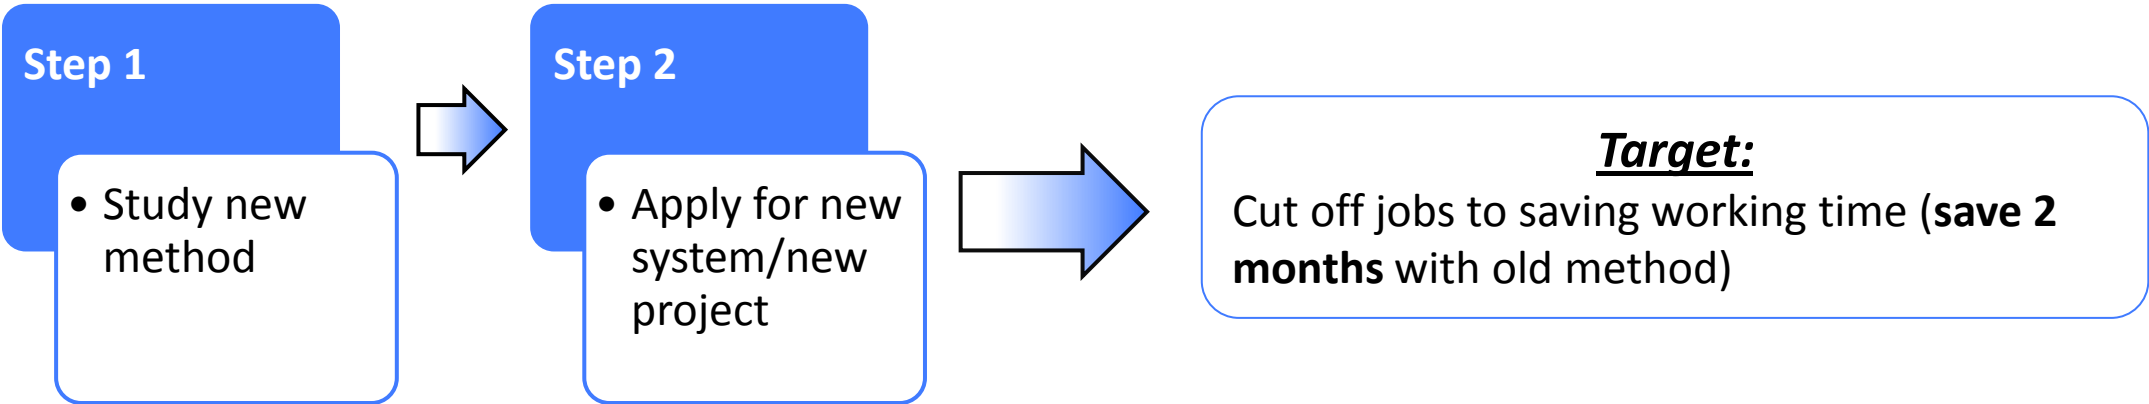 Step 1
• Study new
method
Step 2
• Apply for new
system/new
project
Target:
Cut off jobs to saving working time (save 2
months with old method)